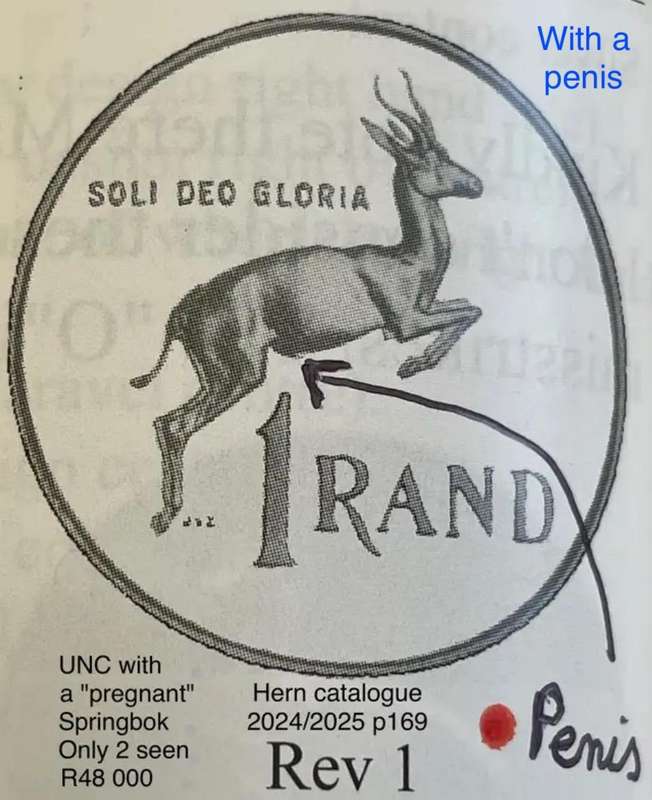 With a
penis
SOLI DEO GLORIA
1 RAND
UNC with
a "pregnant"
Springbok
Only 2 seen
R48 000
Hern catalogue
2024/2025 p169
Rev 1
Penis